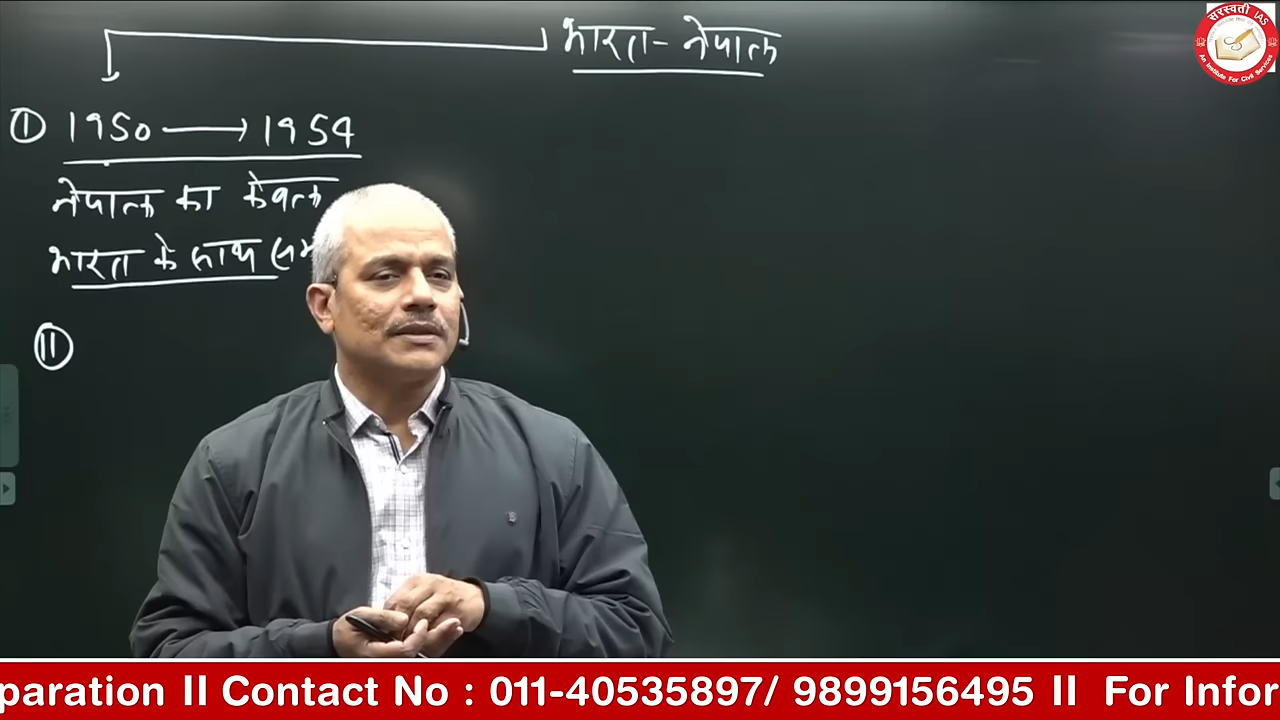 भारत- नेपाल
① 1950 → 1954
नेपाल का केवल
भारत के साथ
②
सरस्वती IAS
An Institute For Civil Services
paration II Contact No : 011-40535897/ 9899156495 II For Infor